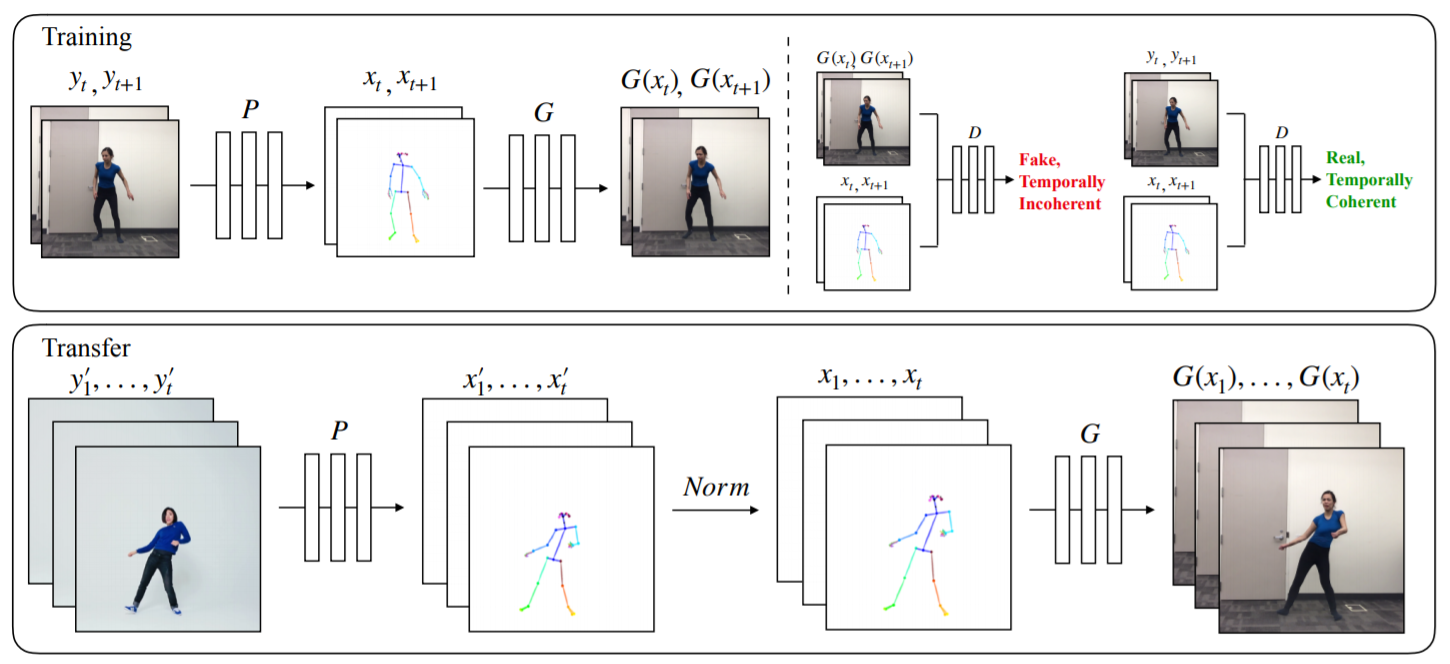 Training
y_t , y_{t+1}
P
x_t , x_{t+1}
G
G(x_t), G(x_{t+1})
G(x_t) G(x_{t+1})
x_t , x_{t+1}
D
Fake,
Temporally
Incoherent
y_t , y_{t+1}
x_t , x_{t+1}
D
Real,
Temporally
Coherent
Transfer
y′_1, . . . , y′_t
P
x′_1, . . . , x′_t
Norm
x_1, . . . , x_t
G
G(x_1), . . . , G(x_t)